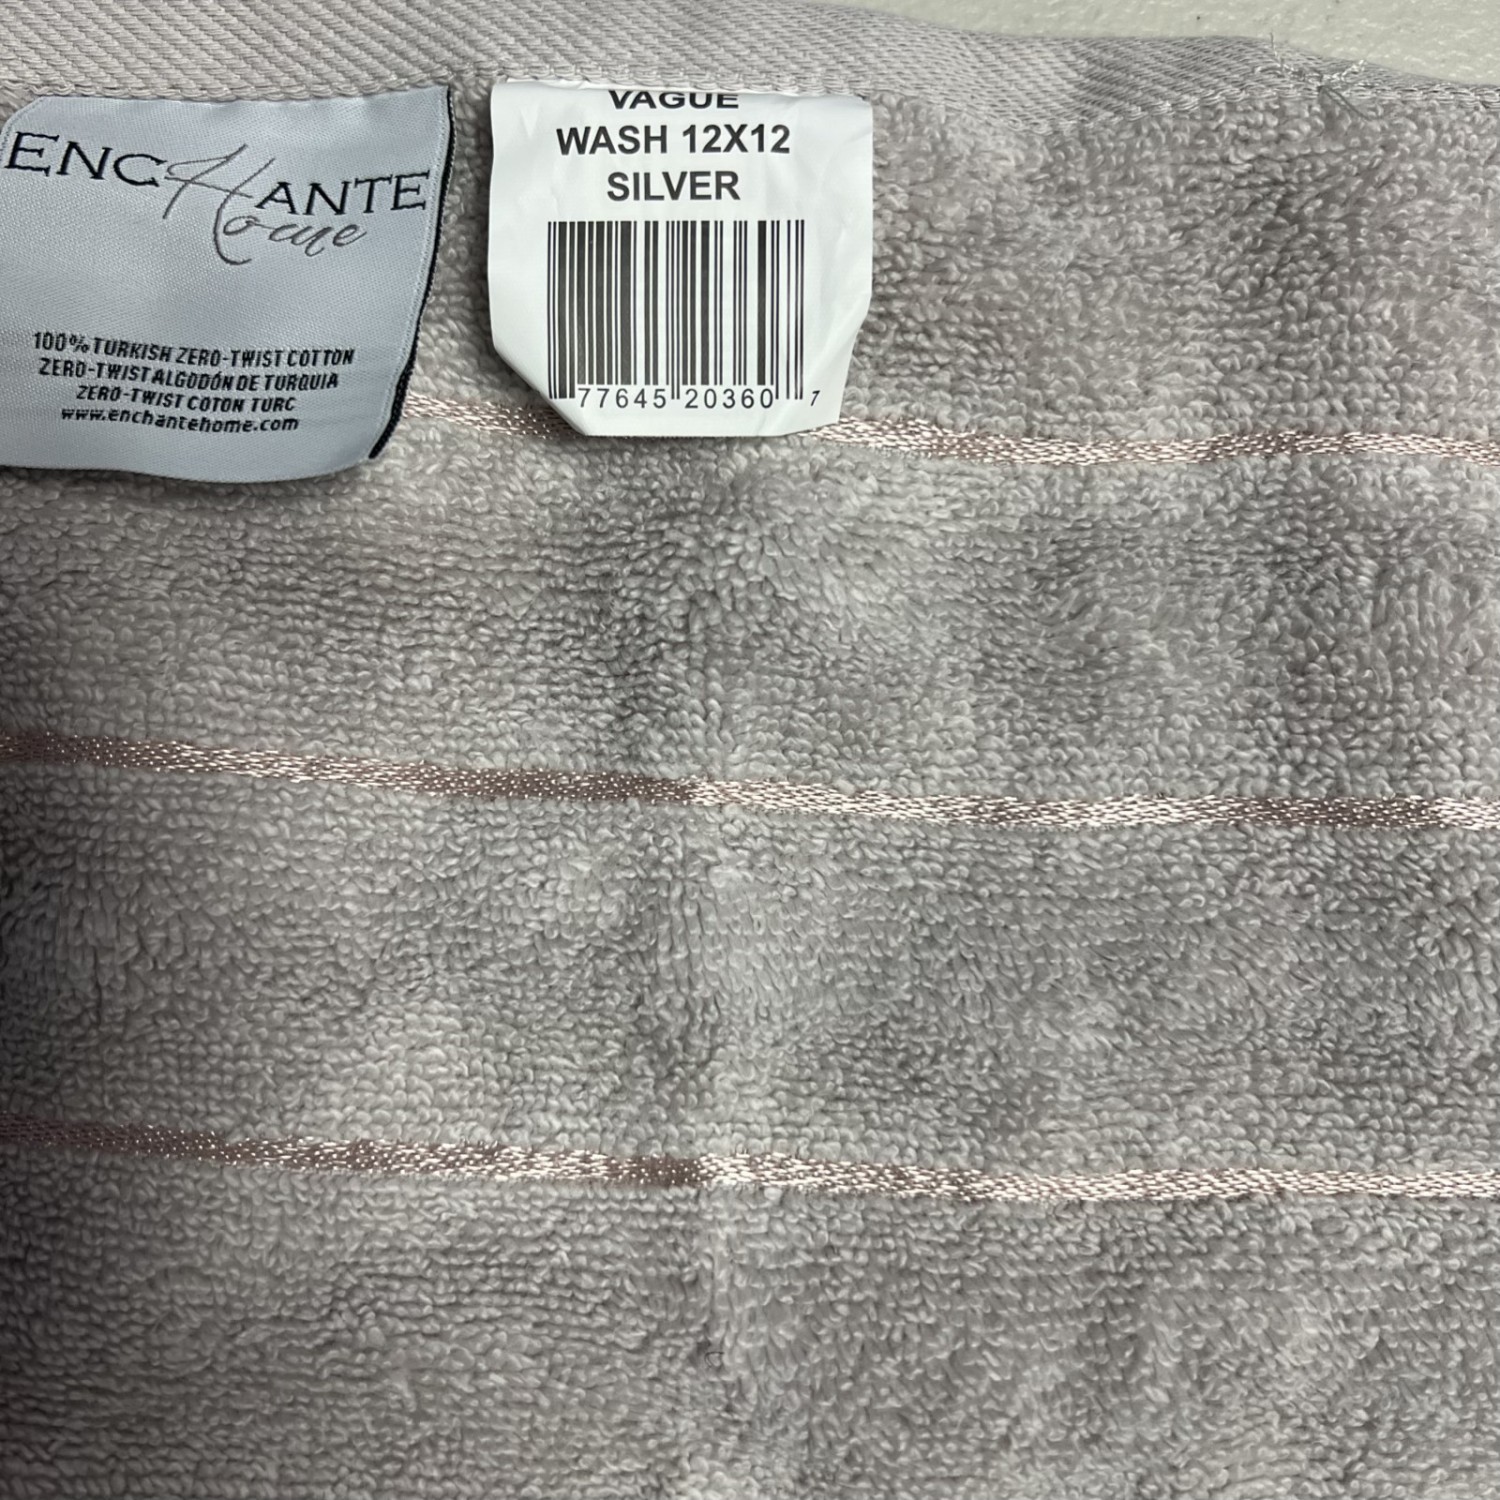 ENCHANTE
Home
100% TURKISH ZERO-TWIST COTTON
ZERO-TWIST ALGODÓN DE TURQUIA
ZERO-TWIST COTON TURC
www.enchantehome.com
VAGUE
WASH 12X12
SILVER
77645 20360 7